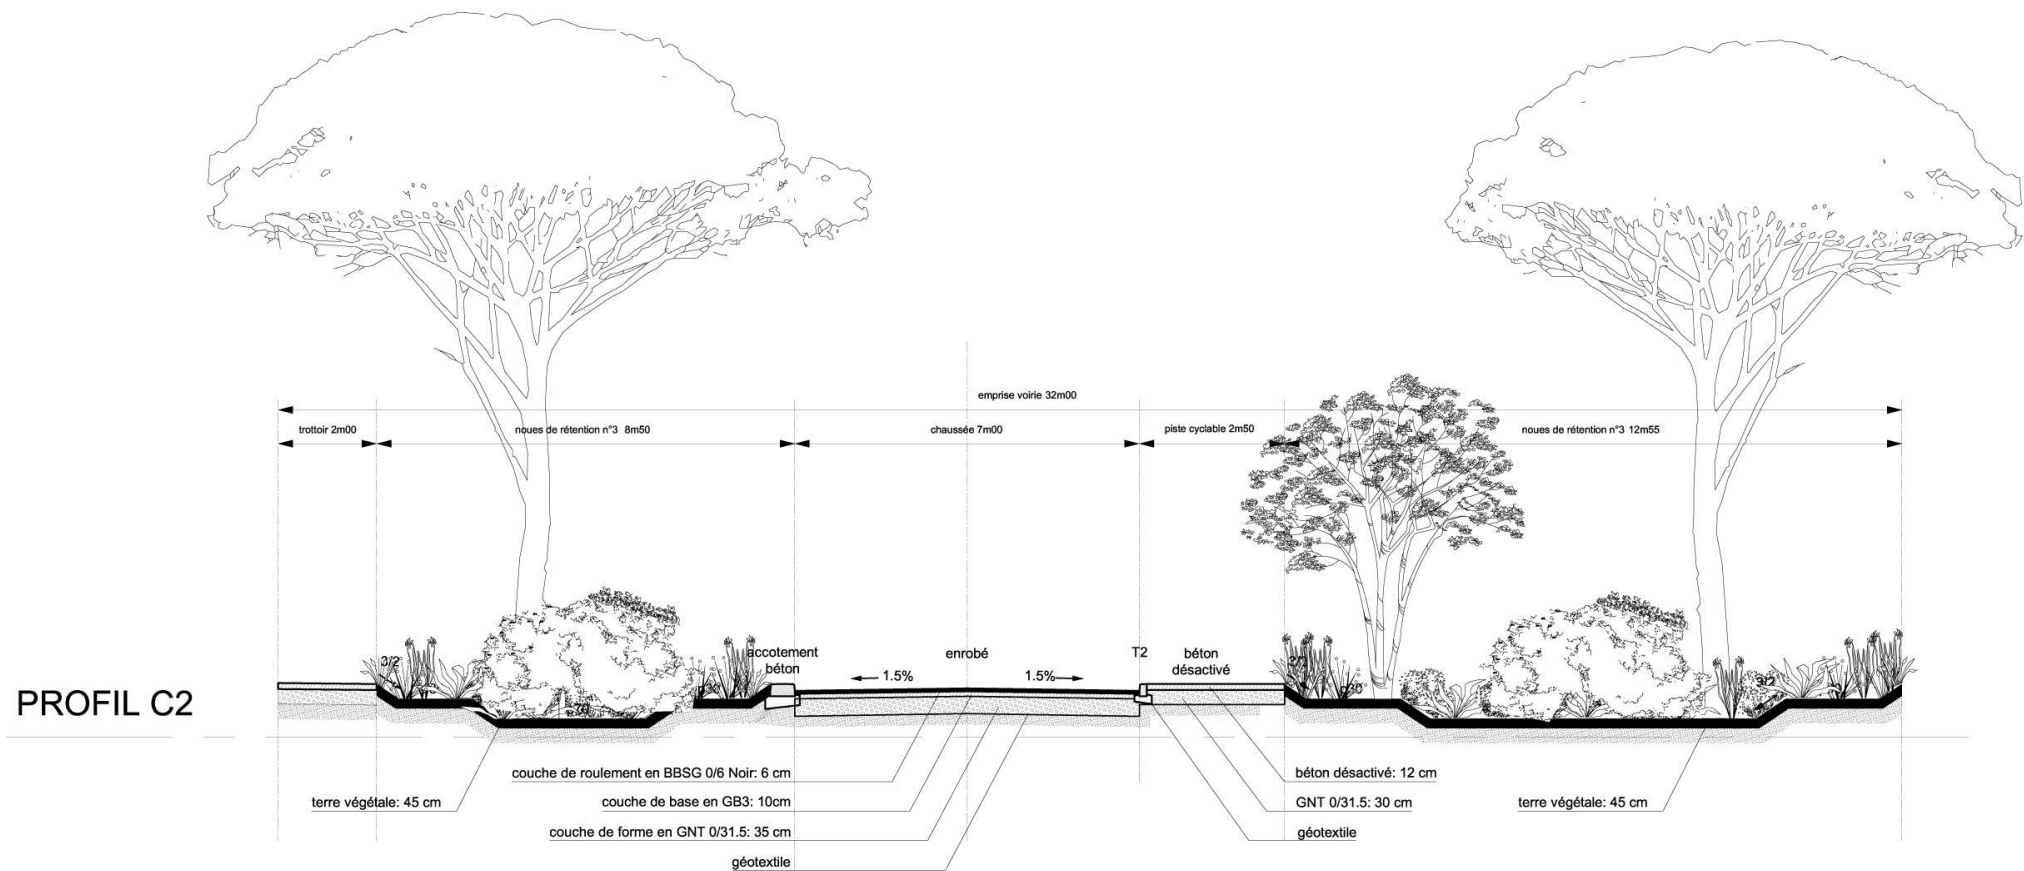 emprise voirie 32m00
trottoir 2m00
noues de rétention n°3 8m50
chaussée 7m00
piste cyclable 2m50
noues de rétention n°3 12m55
accotement
béton
enrobé
T2
béton
désactivé
3/2
1.5%
1.5%
3/2
PROFIL C2
couche de roulement en BBSG 0/6 Noir: 6 cm
béton désactivé: 12 cm
terre végétale: 45 cm
couche de base en GB3: 10cm
GNT 0/31.5: 30 cm
terre végétale: 45 cm
couche de forme en GNT 0/31.5: 35 cm
géotextile
géotextile